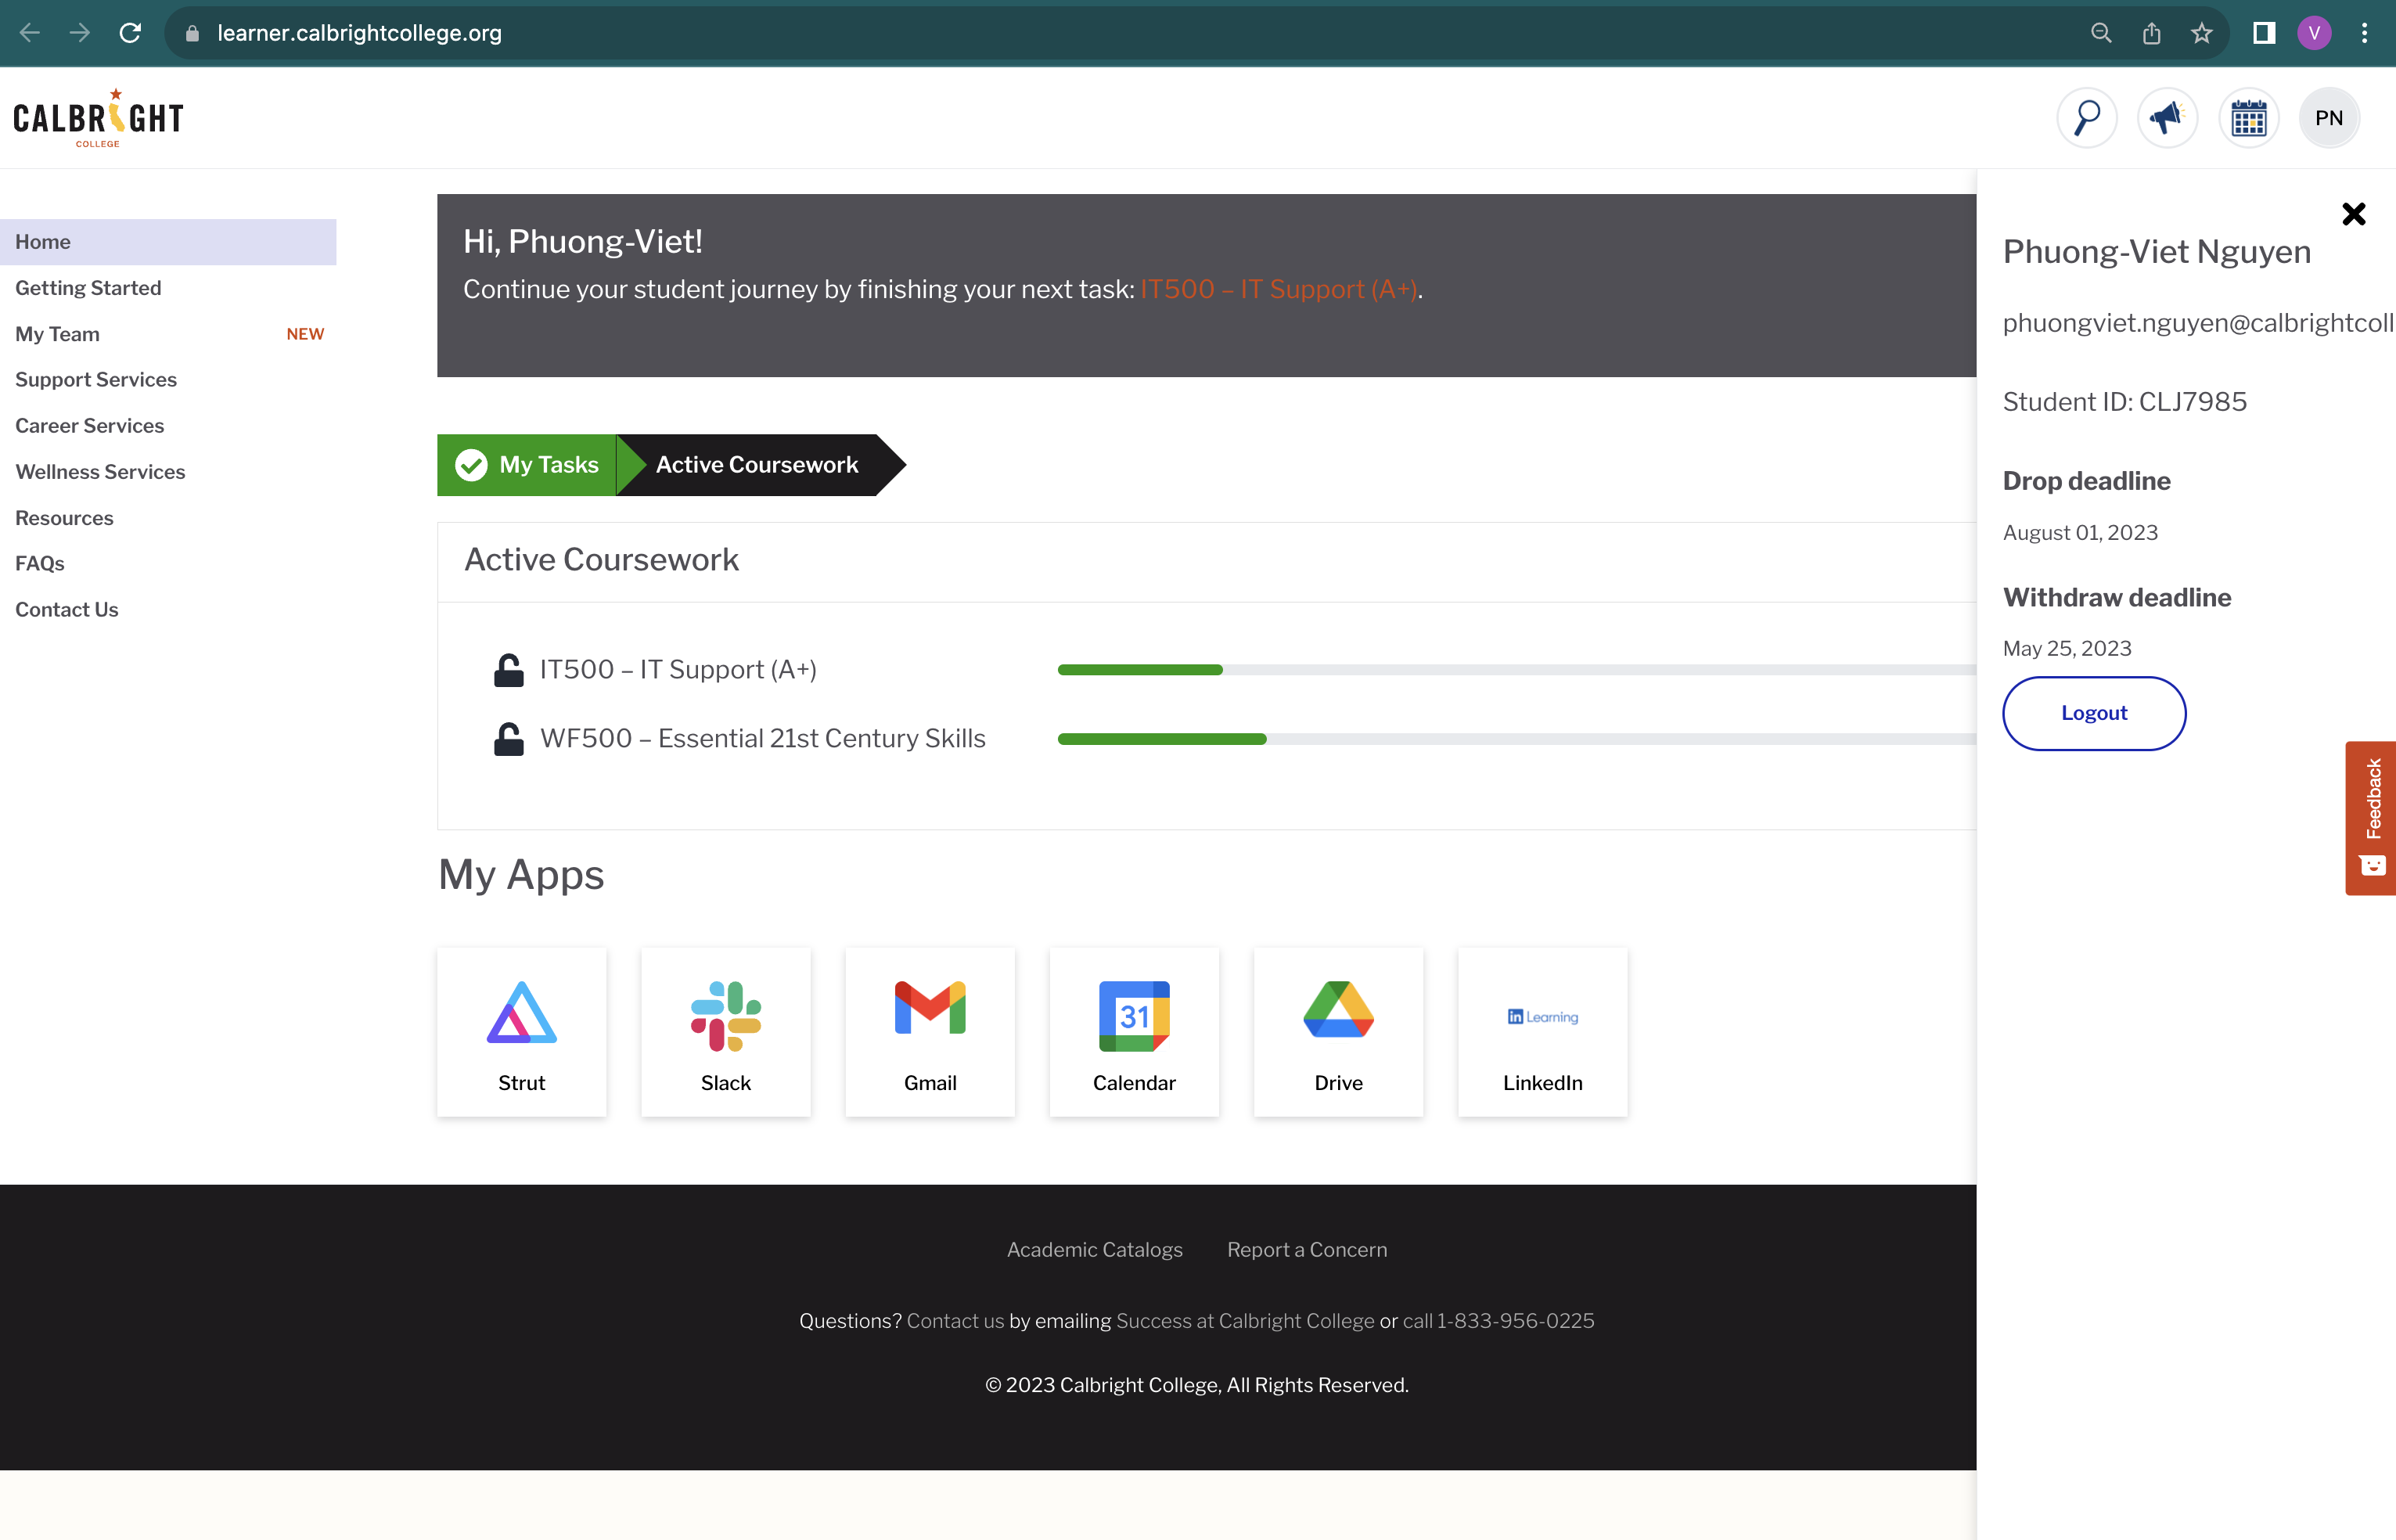 learner.calbrightcollege.org
V
CALBRIGHT
COLLEGE
PN
Home
Getting Started
My Team NEW
Support Services
Career Services
Wellness Services
Resources
FAQs
Contact Us
Hi, Phuong-Viet!
Continue your student journey by finishing your next task: IT500 – IT Support (A+).
My Tasks
Active Coursework
Active Coursework
IT500 – IT Support (A+)
WF500 – Essential 21st Century Skills
My Apps
Strut
Slack
Gmail
31
Calendar
Drive
in Learning
LinkedIn
Phuong-Viet Nguyen
phuongviet.nguyen@calbrightcoll
Student ID: CLJ7985
Drop deadline
August 01, 2023
Withdraw deadline
May 25, 2023
Logout
Feedback
Academic Catalogs
Report a Concern
Questions? Contact us by emailing Success at Calbright College or call 1-833-956-0225
© 2023 Calbright College, All Rights Reserved.